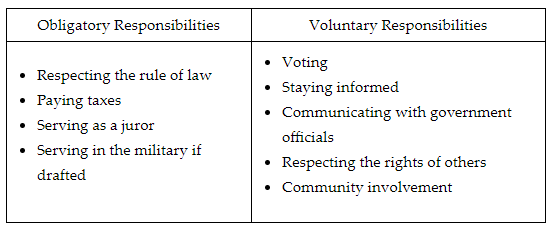 Obligatory Responsibilities
Voluntary Responsibilities
• Respecting the rule of law
• Paying taxes
• Serving as a juror
• Serving in the military if
drafted
• Voting
• Staying informed
• Communicating with government
officials
• Respecting the rights of others
• Community involvement